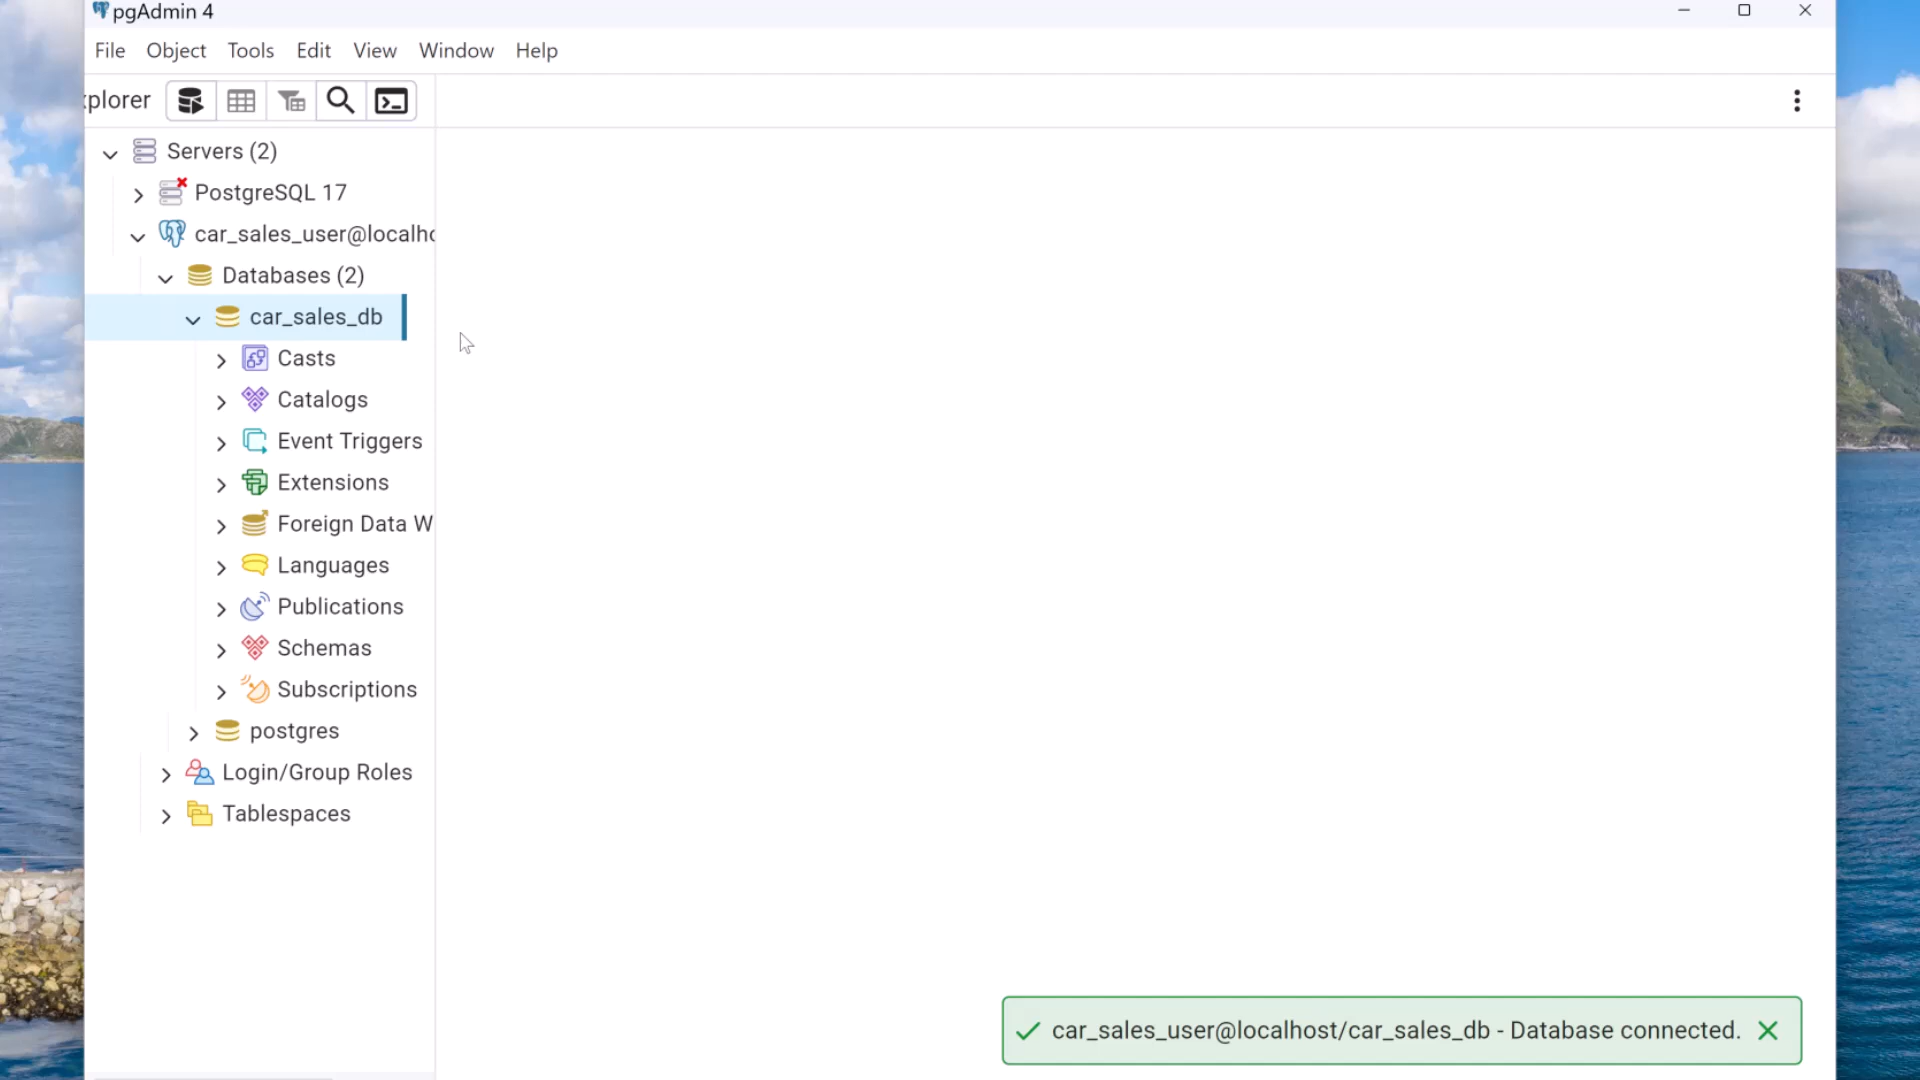 pgAdmin 4
File Object Tools Edit View Window Help
xplorer
Servers (2)
PostgreSQL 17
car_sales_user@localho
Databases (2)
car_sales_db
Casts
Catalogs
Event Triggers
Extensions
Foreign Data W
Languages
Publications
Schemas
Subscriptions
postgres
Login/Group Roles
Tablespaces
car_sales_user@localhost/car_sales_db - Database connected.